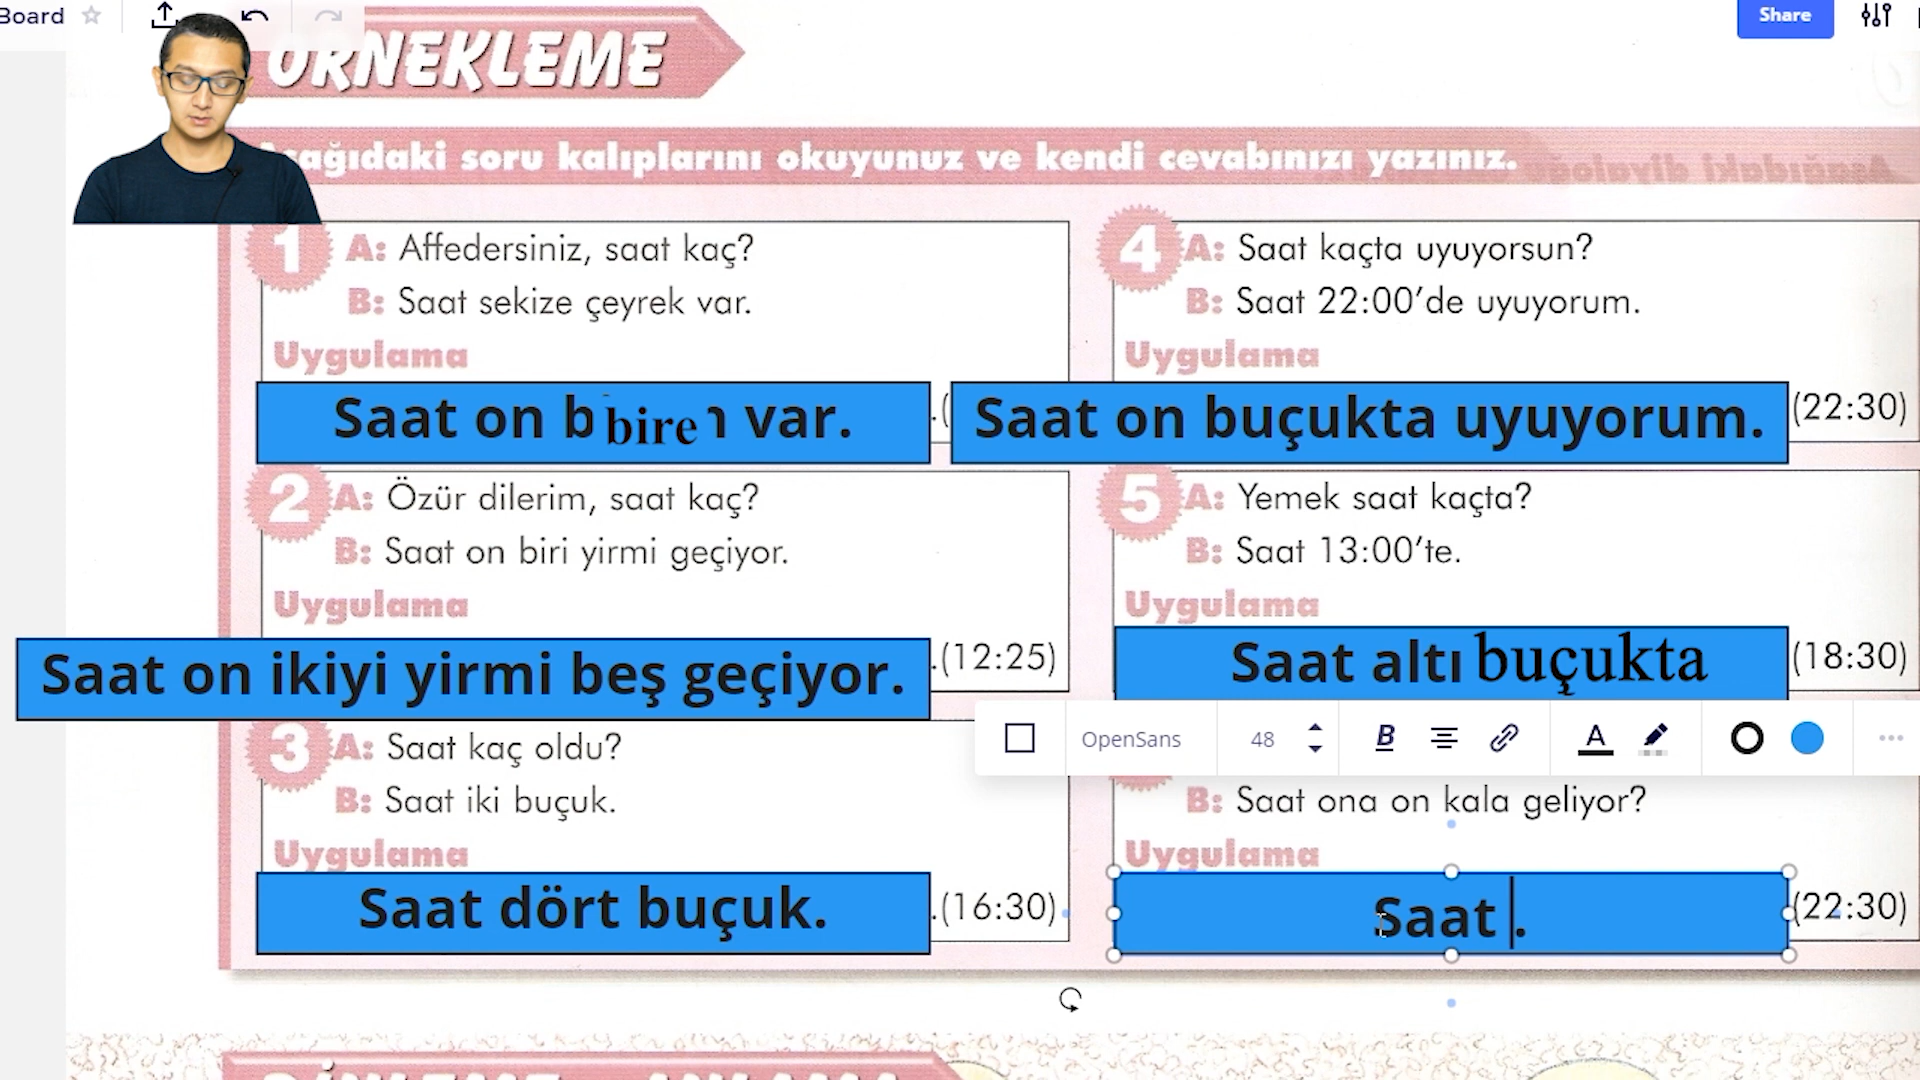 Board
Share
ÖRNEKLEME
Aşağıdaki soru kalıplarını okuyunuz ve kendi cevabınızı yazınız.
1 A: Affedersiniz, saat kaç?
B: Saat sekize çeyrek var.
Uygulama
Saat on b bire n var. .(
2 A: Özür dilerim, saat kaç?
B: Saat on biri yirmi geçiyor.
Uygulama
Saat on ikiyi yirmi beş geçiyor. .(12:25)
3 A: Saat kaç oldu?
B: Saat iki buçuk.
Uygulama
Saat dört buçuk. .(16:30)
4 A: Saat kaçta uyuyorsun?
B: Saat 22:00'de uyuyorum.
Uygulama
Saat on buçukta uyuyorum. (22:30)
5 A: Yemek saat kaçta?
B: Saat 13:00'te.
Uygulama
Saat altı buçukta (18:30)
OpenSans 48 B A
B: Saat ona on kala geliyor?
Uygulama
Saat . (22:30)